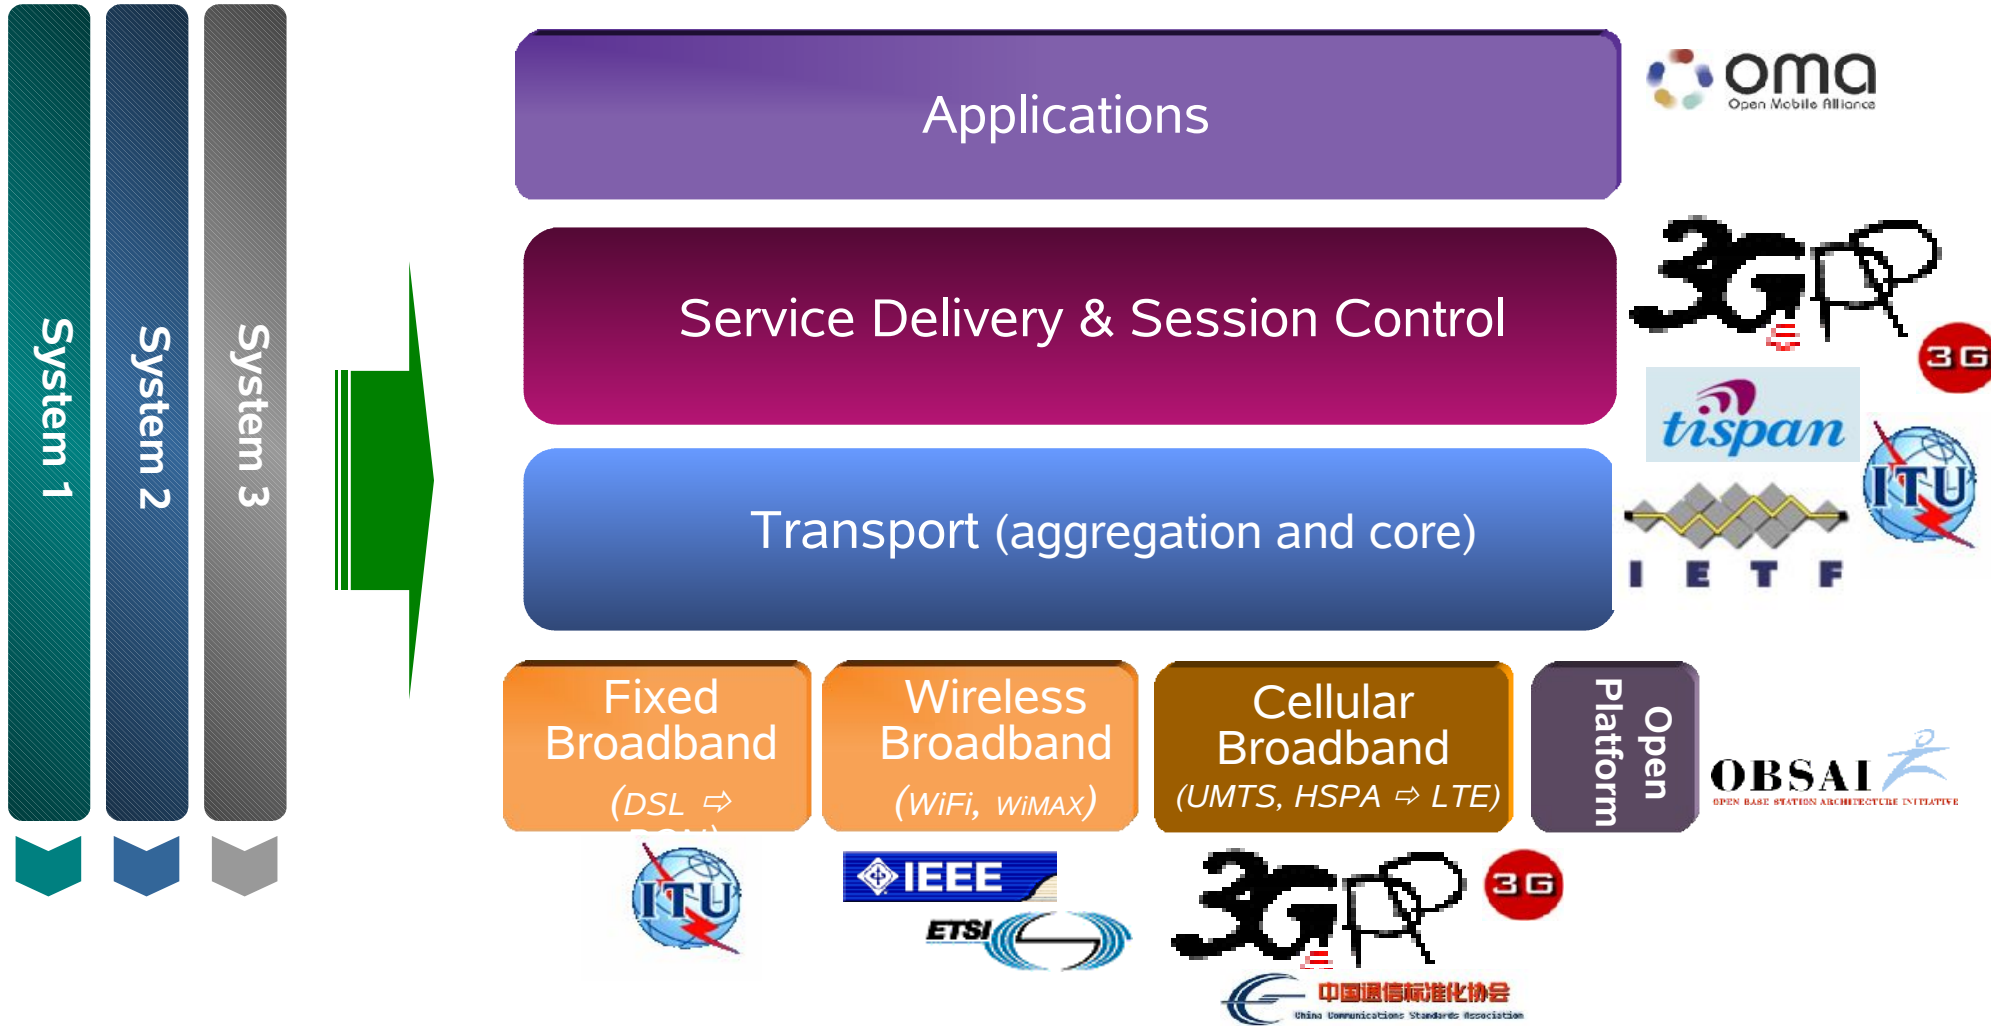 System 1
System 2
System 3
Applications
oma
Open Mobile Alliance
Service Delivery & Session Control
3GPP
3G
tispan
ITU
Transport (aggregation and core)
IETF
Fixed
Broadband
(DSL ⇨
Wireless
Broadband
(WiFi, WiMAX)
Cellular
Broadband
(UMTS, HSPA ⇨ LTE)
Open
Platform
OBSAI
OPEN BASE STATION ARCHITECTURE INITIATIVE
ITU
IEEE
ETSI
3GPP
3G
中国通信标准化协会
China Communications Standards Association